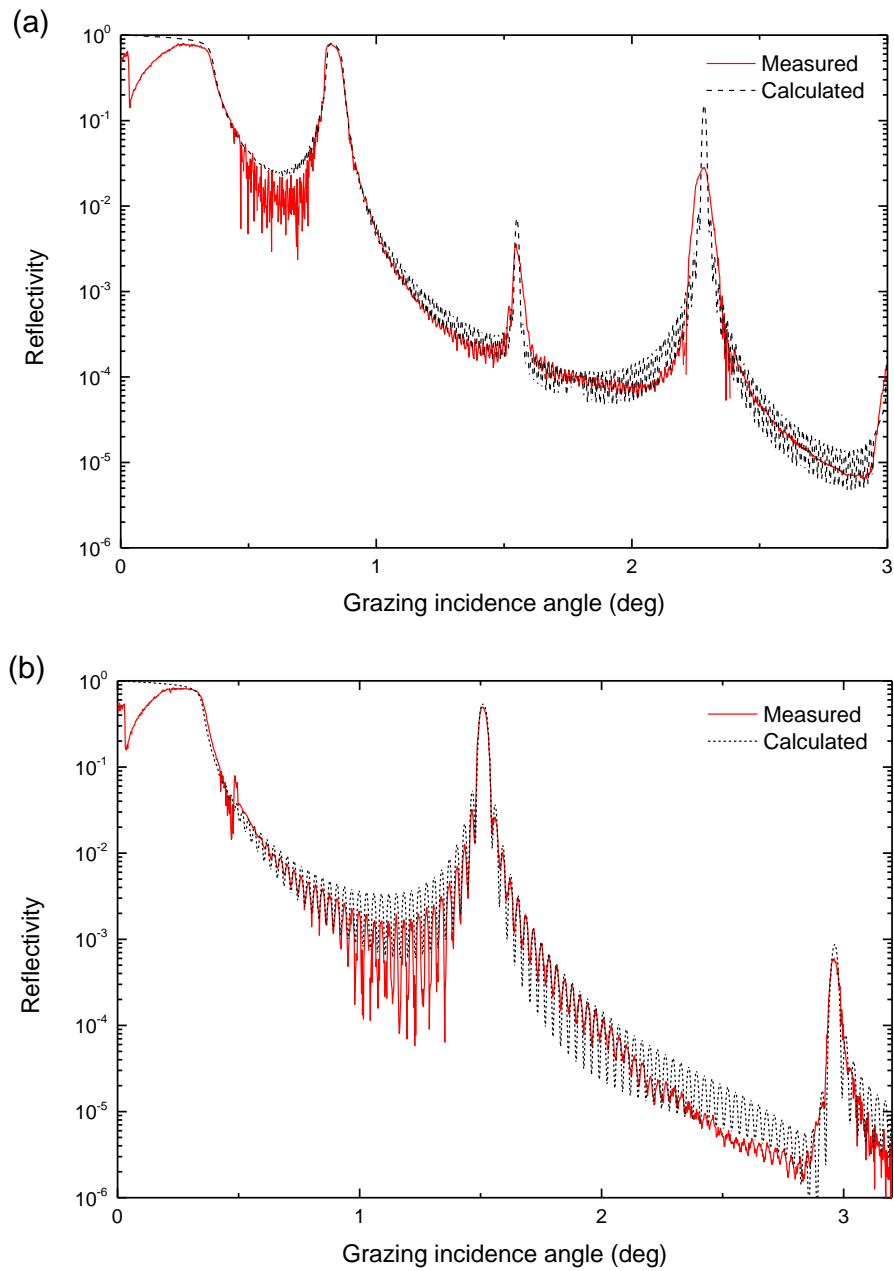 (a)
10^0
10^-1
10^-2
10^-3
10^-4
10^-5
10^-6
Reflectivity
Measured
Calculated
0 1 2 3
Grazing incidence angle (deg)
(b)
10^0
10^-1
10^-2
10^-3
10^-4
10^-5
10^-6
Reflectivity
Measured
Calculated
0 1 2 3
Grazing incidence angle (deg)